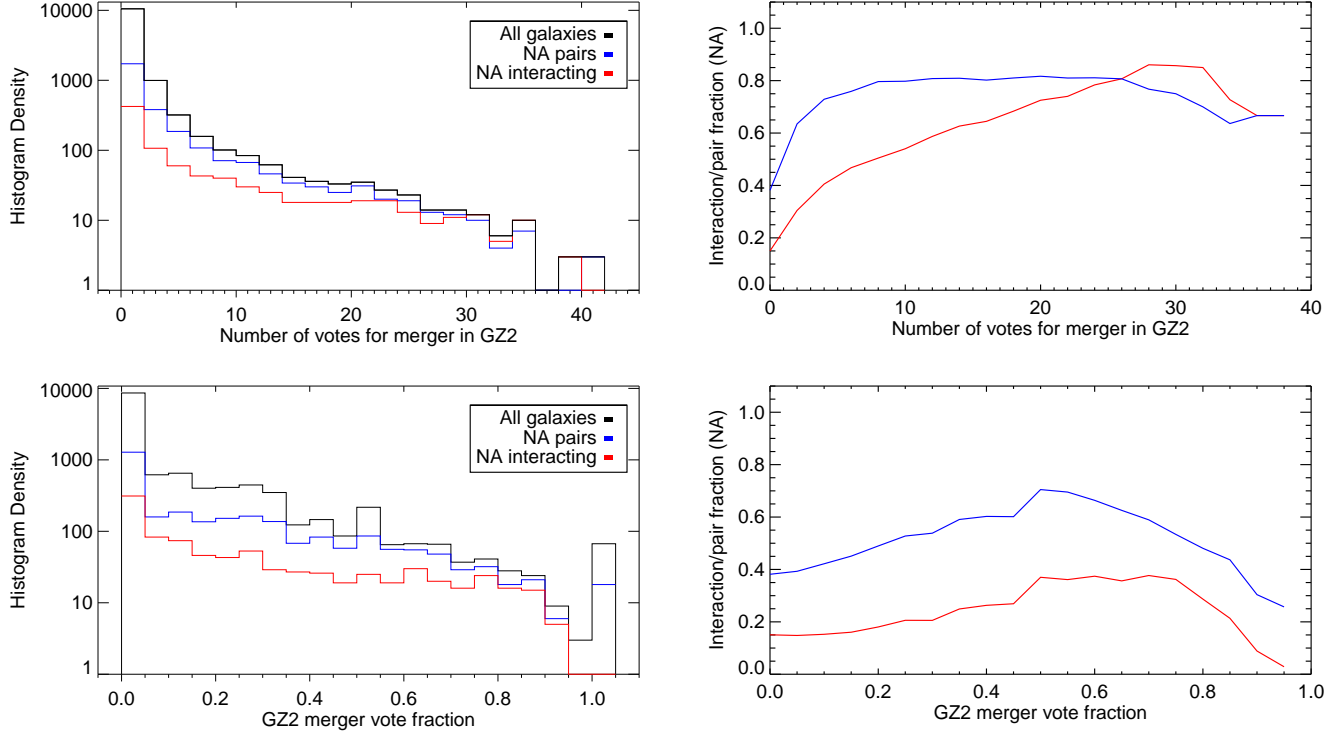 10000
1000
100
10
1
Histogram Density
All galaxies
NA pairs
NA interacting
0 10 20 30 40
Number of votes for merger in GZ2
1.0
0.8
0.6
0.4
0.2
0.0
Interaction/pair fraction (NA)
0 10 20 30 40
Number of votes for merger in GZ2
10000
1000
100
10
1
Histogram Density
All galaxies
NA pairs
NA interacting
0.0 0.2 0.4 0.6 0.8 1.0
GZ2 merger vote fraction
1.0
0.8
0.6
0.4
0.2
0.0
Interaction/pair fraction (NA)
0.0 0.2 0.4 0.6 0.8 1.0
GZ2 merger vote fraction